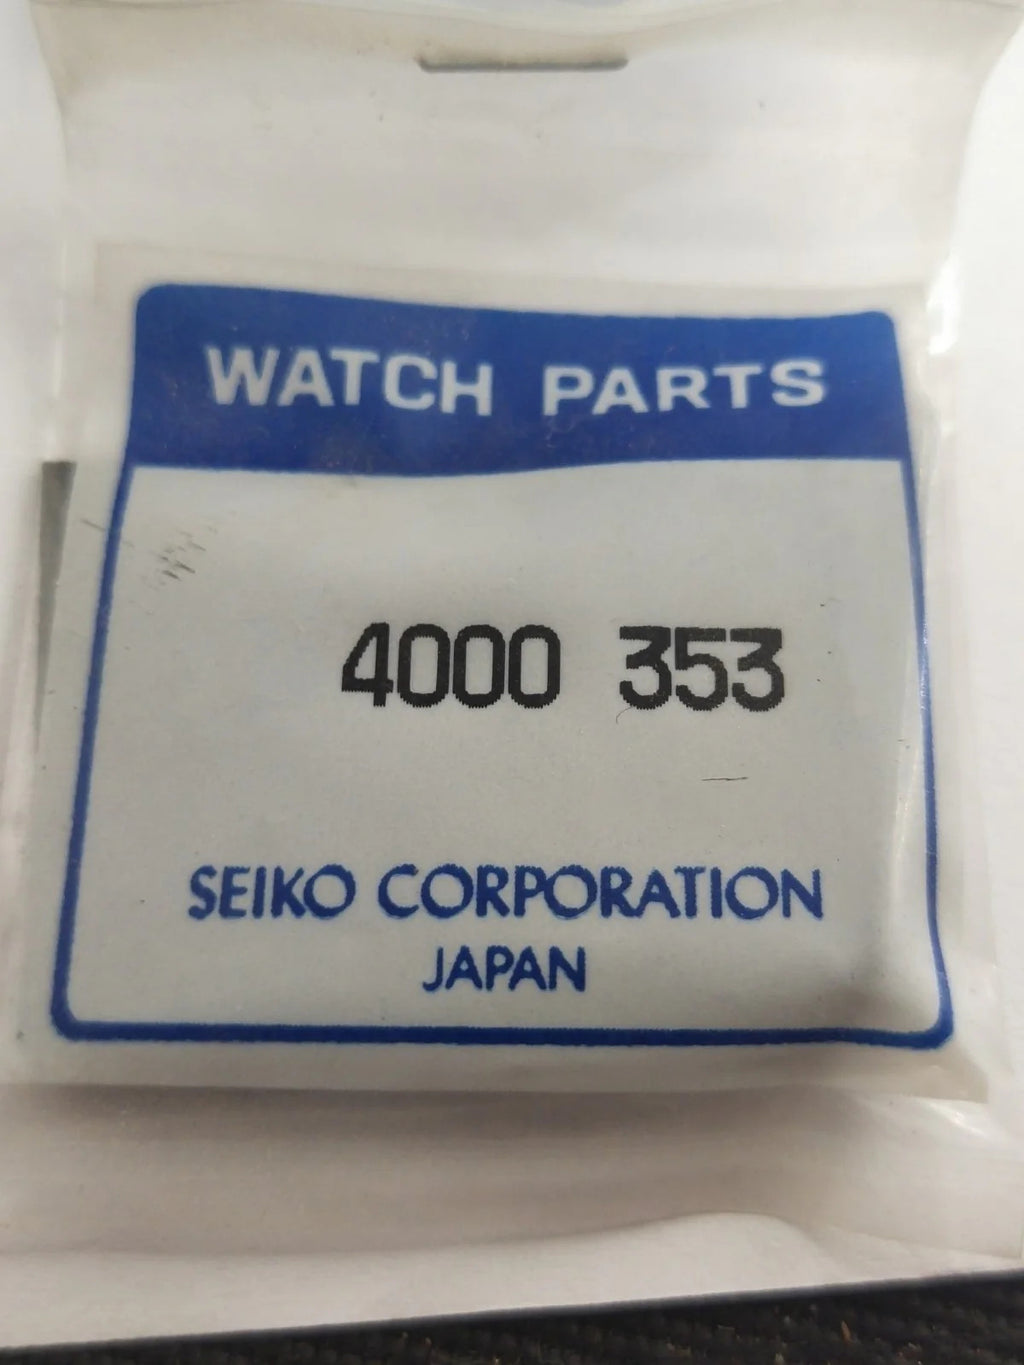 WATCH PARTS
4000 353
SEIKO CORPORATION
JAPAN